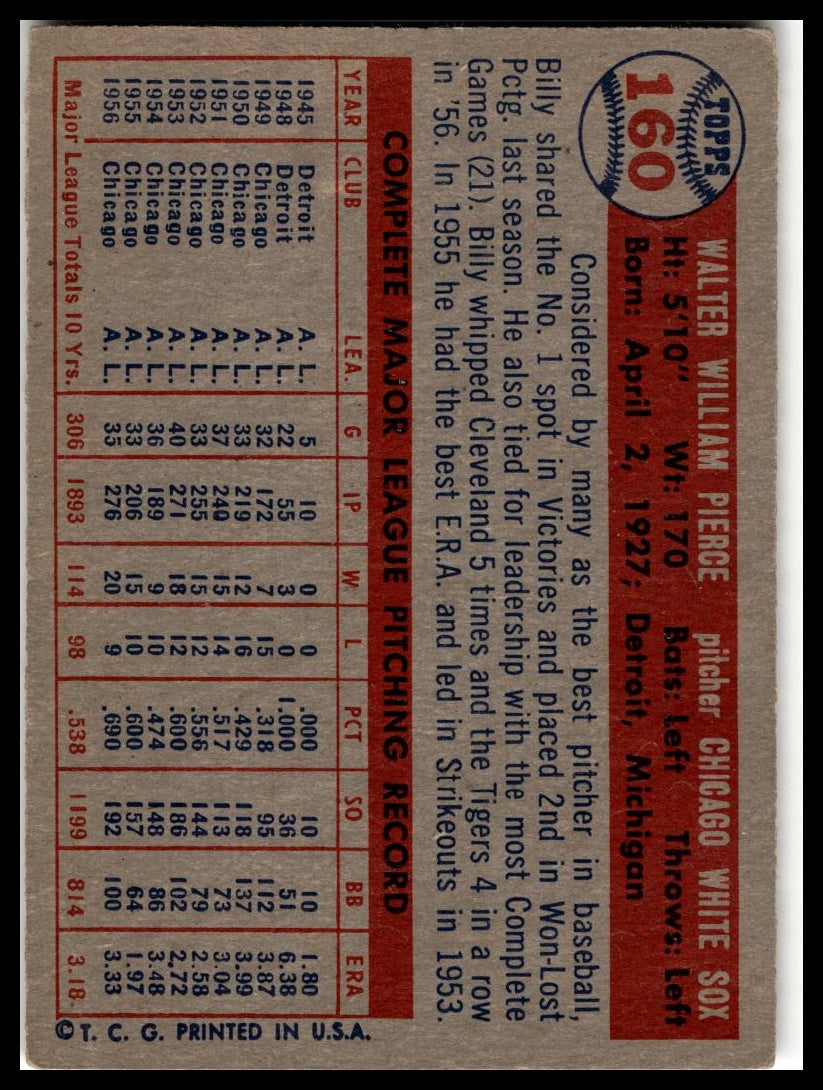 TOPPS
160
WALTER WILLIAM PIERCE pitcher CHICAGO WHITE SOX
Ht: 5'10" Wt: 170 Bats: Left Throws: Left
Born: April 2, 1927; Detroit, Michigan
Considered by many as the best pitcher in baseball,
Billy shared the No. 1 spot in Victories and placed 2nd in Won-Lost
Pctg. last season. He also tied for leadership with the most Complete
Games (21). Billy whipped Cleveland 5 times and the Tigers 4 in a row
in '56. In 1955 he had the best E.R.A. and led in Strikeouts in 1953.
COMPLETE MAJOR LEAGUE PITCHING RECORD
YEAR CLUB LEA. G IP W L PCT SO BB ERA
1945 Detroit A. L. 5 10 0 0 .000 10 10 1.80
1948 Detroit A. L. 22 55 3 0 1.000 36 51 6.38
1949 Chicago A. L. 32 172 7 15 .318 95 112 3.87
1950 Chicago A. L. 33 219 12 16 .429 118 137 3.99
1951 Chicago A. L. 37 240 15 14 .517 113 73 3.04
1952 Chicago A. L. 33 255 15 12 .556 144 79 2.58
1953 Chicago A. L. 40 271 18 12 .600 186 102 2.72
1954 Chicago A. L. 36 189 9 10 .474 148 86 3.48
1955 Chicago A. L. 33 206 15 10 .600 157 64 1.97
1956 Chicago A. L. 35 276 20 9 .690 192 100 3.33
Major League Totals 10 Yrs. 306 1893 114 98 .538 1199 814 3.18
© T. C. G. PRINTED IN U.S.A.